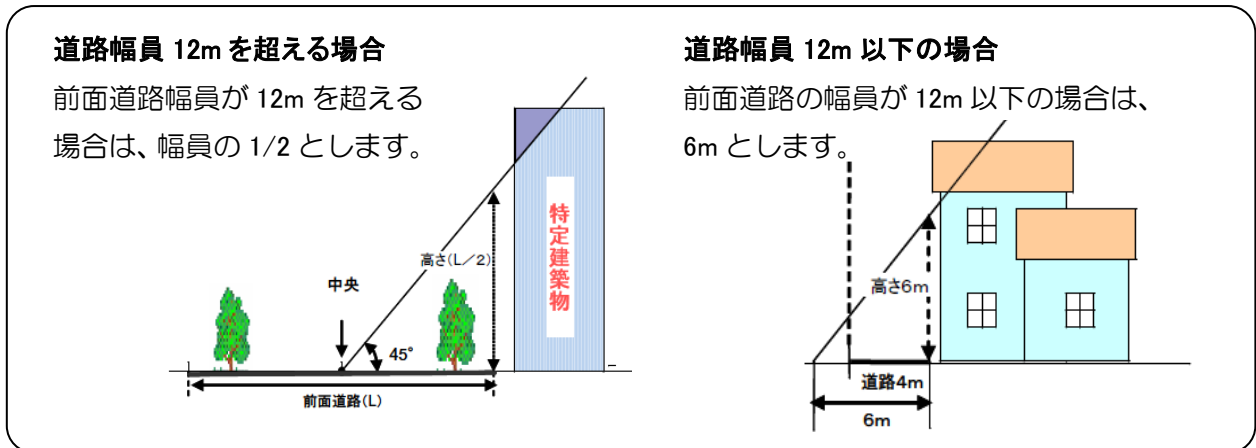 道路幅員 12m を超える場合
前面道路幅員が 12m を超える
場合は、幅員の 1/2 とします。
高さ(L/2)
特定建築物
中央
45°
前面道路(L)
道路幅員 12m 以下の場合
前面道路の幅員が 12m 以下の場合は、
6m とします。
高さ6m
道路4m
6m